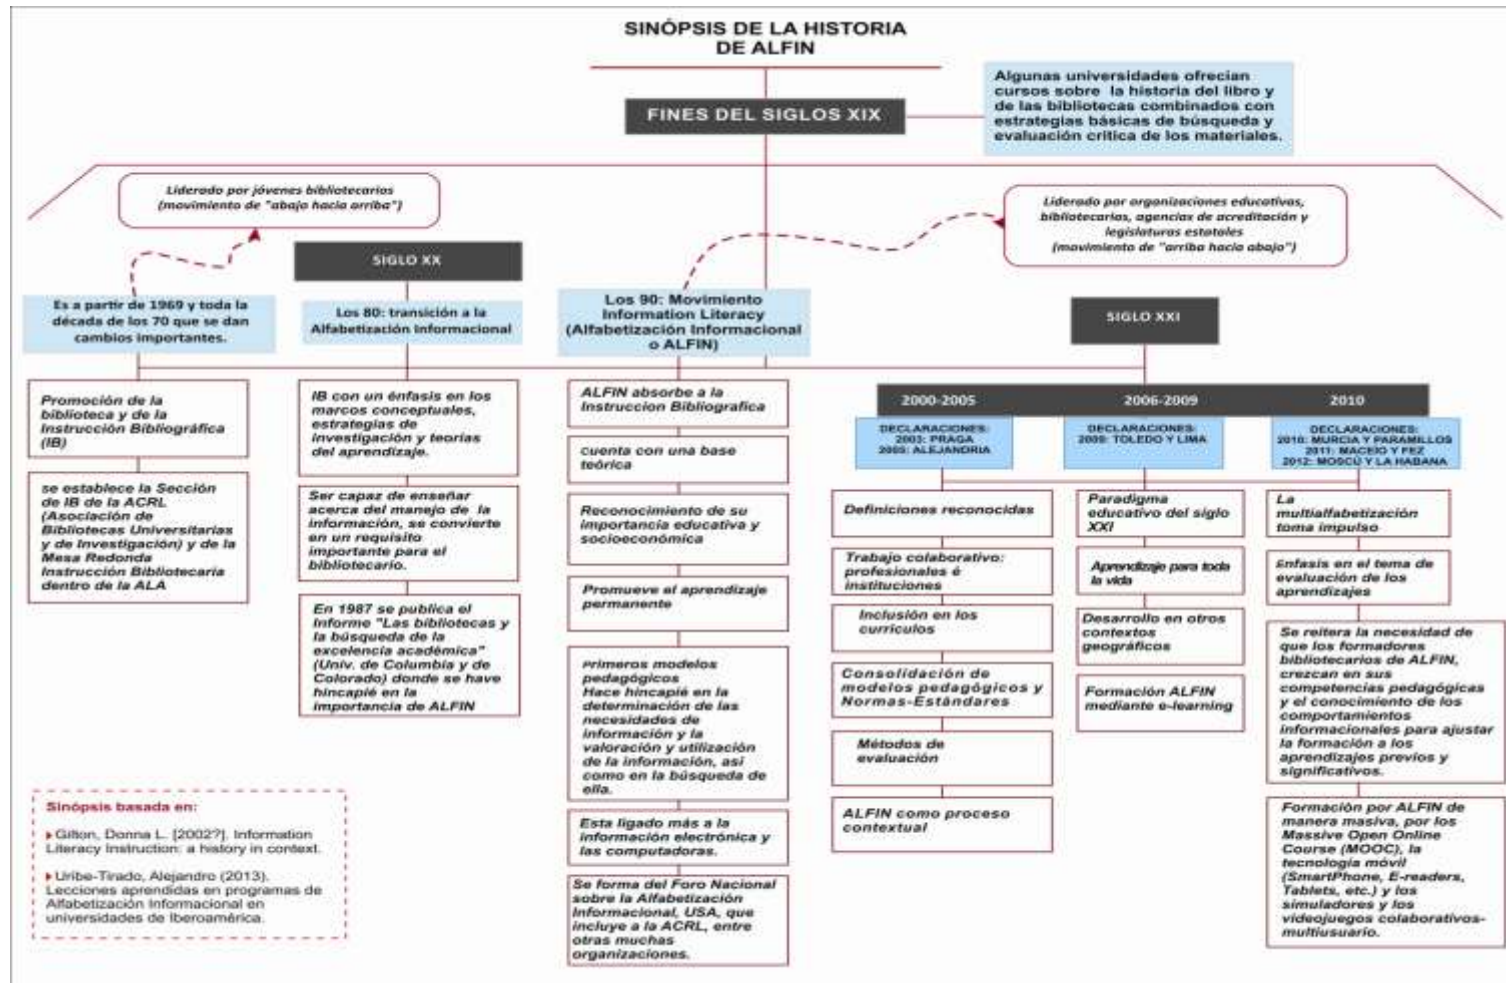 SINÓPSIS DE LA HISTORIA
DE ALFIN
FINES DEL SIGLOS XIX
Algunas universidades ofrecian
cursos sobre la historia del libro y
de las bibliotecas combinados con
estrategias básicas de búsqueda y
evaluación crítica de los materiales.
Liderado por jóvenes bibliotecarios
(movimiento de "abajo hacia arriba")
Liderado por organizaciones educativas,
bibliotecarias, agencias de acreditación y
legislaturas estatales
(movimiento de "arriba hacia abajo")
SIGLO XX
Es a partir de 1969 y toda la
década de los 70 que se dan
cambios importantes.
Los 80: transición a la
Alfabetización Informacional
Los 90: Movimiento
Information Literacy
(Alfabetización Informacional
o ALFIN)
SIGLO XXI
Promoción de la
biblioteca y de la
Instrucción Bibliográfica
(IB)
se establece la Sección
de IB de la ACRL
(Asociación de
Bibliotecas Universitarias
y de Investigación) y de la
Mesa Redonda
Instrucción Bibliotecaria
dentro de la ALA
IB con un énfasis en los
marcos conceptuales,
estrategias de
investigación y teorías
del aprendizaje.
Ser capaz de enseñar
acerca del manejo de la
información, se convierte
en un requisito
importante para el
bibliotecario.
En 1987 se publica el
Informe "Las bibliotecas y
la búsqueda de la
excelencia académica"
(Univ. de Columbia y de
Colorado) donde se have
hincapié en la
importancia de ALFIN
ALFIN absorbe a la
Instruccion Bibliografica
cuenta con una base
teórica
Reconocimiento de su
importancia educativa y
socioeconómica
Promueve el aprendizaje
permanente
Primeros modelos
pedagógicos
Hace hincapié en la
determinación de las
necesidades de
información y la
valoración y utilización
de la información, asi
como en la búsqueda de
ella.
Esta ligado más a la
información electrónica y
las computadoras.
Se forma del Foro Nacional
sobre la Alfabetización
Informacional, USA, que
incluye a la ACRL, entre
otras muchas
organizaciones.
2000-2005
2006-2009
2010
DECLARACIONES:
2003: PRAGA
2005: ALEJANDRIA
DECLARACIONES:
2009: TOLEDO Y LIMA
DECLARACIONES:
2010: MURCIA Y PARAMILLOS
2011: MACEIO Y FEZ
2012: MOSCÚ Y LA HABANA
Definiciones reconocidas
Trabajo colaborativo:
profesionales é
instituciones
Inclusión en los
currículos
Consolidación de
modelos pedagógicos y
Normas-Estándares
Métodos de
evaluación
ALFIN como proceso
contextual
Paradigma
educativo del siglo
XXI
Aprendizaje para toda
la vida
Desarrollo en otros
contextos
geográficos
Formación ALFIN
mediante e-learning
La
multialfabetización
toma impulso
Enfasis en el tema de
evaluación de los
aprendizajes
Se reitera la necesidad de
que los formadores
bibliotecarios de ALFIN,
crezcan en sus
competencias pedagógicas
y el conocimiento de los
comportamientos
informacionales para ajustar
la formación a los
aprendizajes previos y
significativos.
Formación por ALFIN de
manera masiva, por los
Massive Open Online
Course (MOOC), la
tecnología móvil
(SmartPhone, E-readers,
Tablets, etc.) y los
simuladores y los
videojuegos colaborativos-
multiusuario.
Sinópsis basada en:
Gilton, Donna L. [2002?]. Information
Literacy Instruction: a history in context.
Uribe-Tirado, Alejandro (2013).
Lecciones aprendidas en programas de
Alfabetización Informacional en
universidades de Iberoamérica.